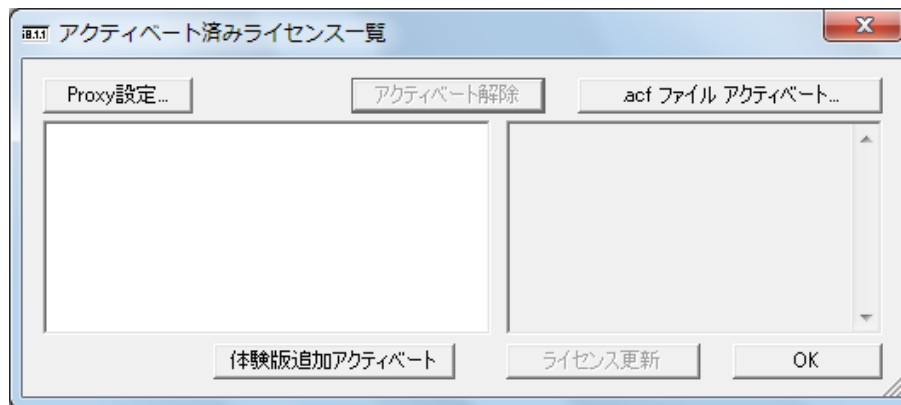 アクティベート済みライセンス一覧
Proxy設定...
アクティベート解除
.acf ファイル アクティベート...
体験版追加アクティベート
ライセンス更新
OK